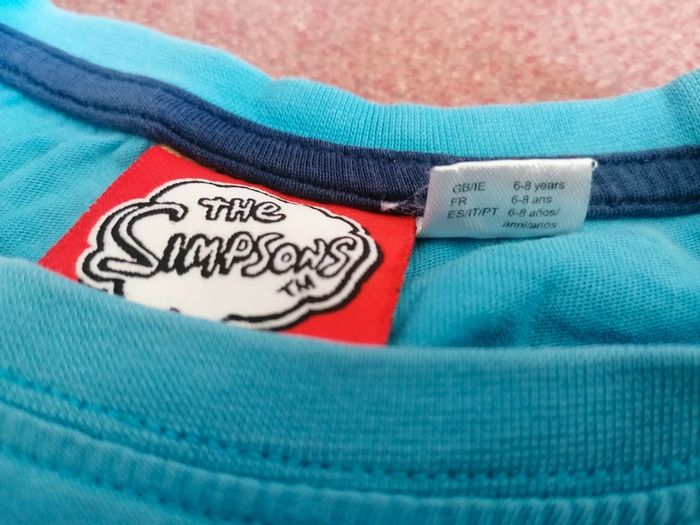 THE
SIMPSONS
TM
GB/IE 6-8 years
FR 6-8 ans
ES/IT/PT 6-8 años/
anni/anos